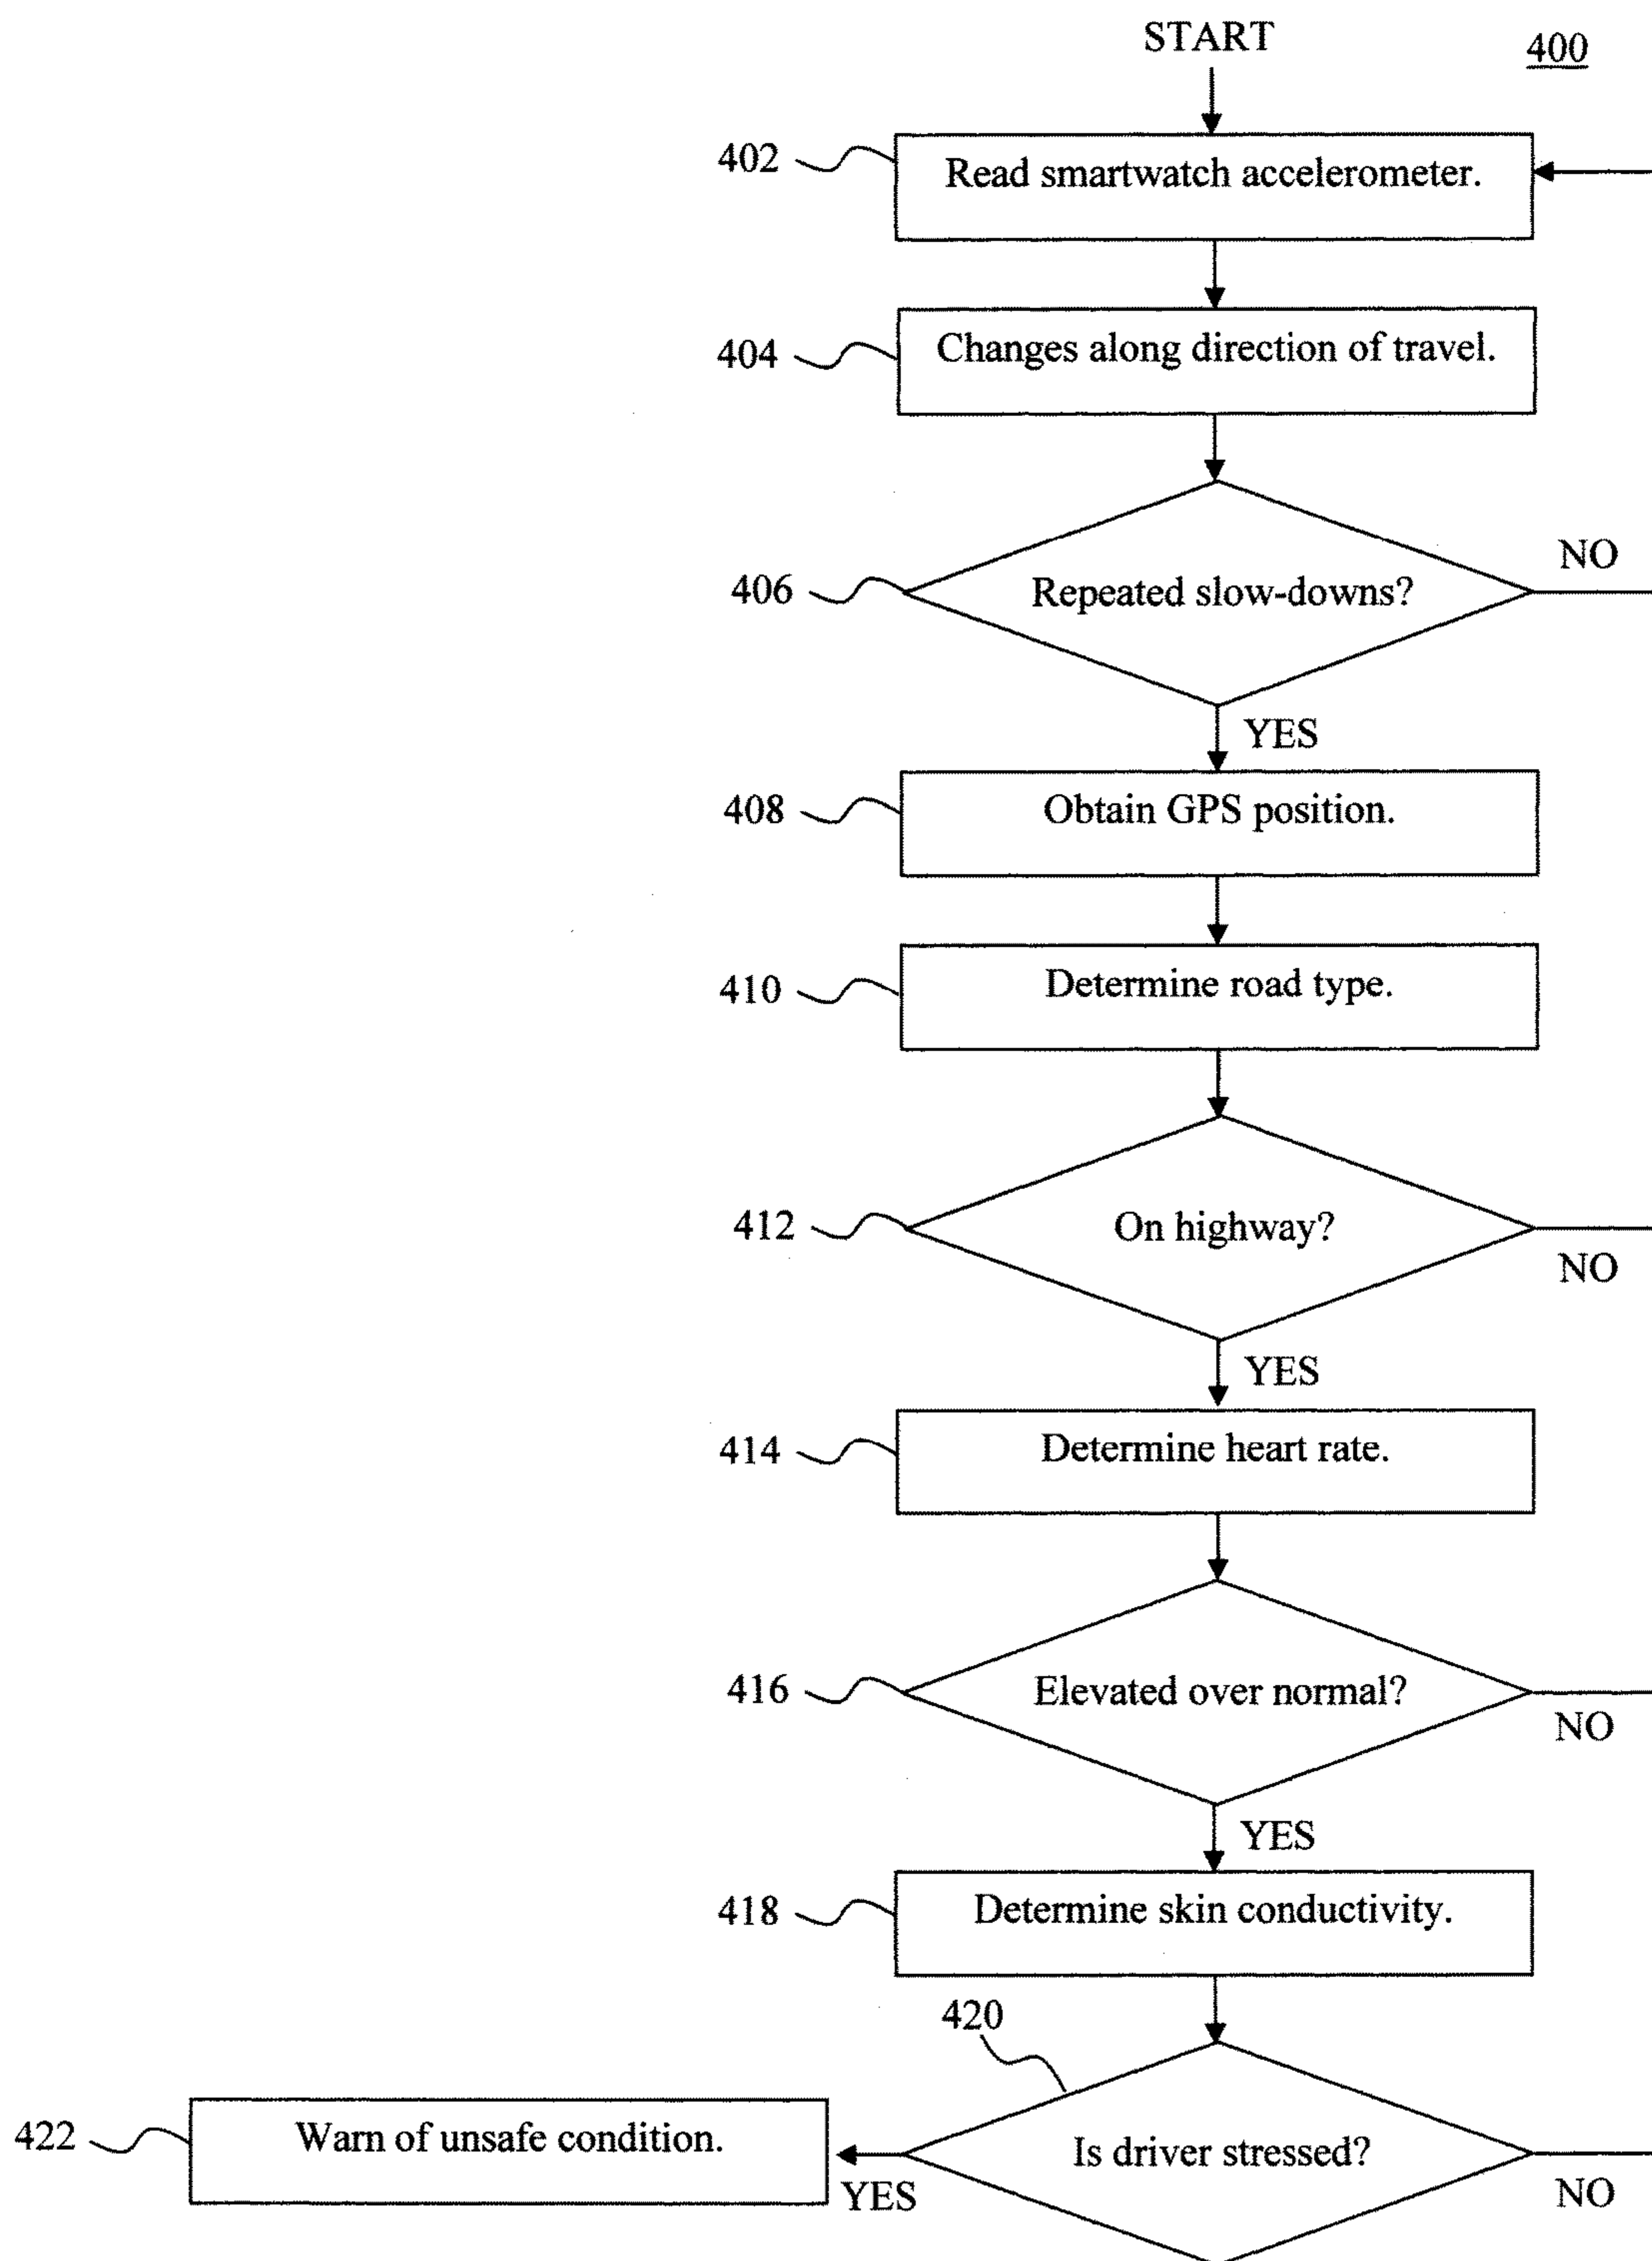 START
400
402
Read smartwatch accelerometer.
404
Changes along direction of travel.
406
Repeated slow-downs?
NO
YES
408
Obtain GPS position.
410
Determine road type.
412
On highway?
NO
YES
414
Determine heart rate.
416
Elevated over normal?
NO
YES
418
Determine skin conductivity.
420
422
Warn of unsafe condition.
YES
Is driver stressed?
NO